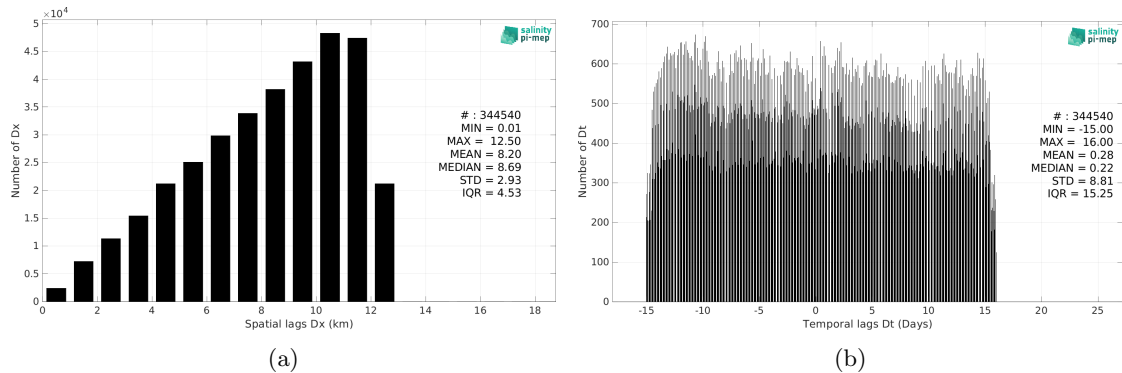 ×10⁴
5
4.5
4
3.5
3
2.5
2
1.5
1
0.5
0
Number of Dx
0 2 4 6 8 10 12 14 16 18
Spatial lags Dx (km)
salinity
pi-mep
# : 344540
MIN = 0.01
MAX = 12.50
MEAN = 8.20
MEDIAN = 8.69
STD = 2.93
IQR = 4.53
(a)
700
600
500
400
300
200
100
0
Number of Dt
-15 -10 -5 0 5 10 15 20 25
Temporal lags Dt (Days)
salinity
pi-mep
# : 344540
MIN = -15.00
MAX = 16.00
MEAN = 0.28
MEDIAN = 0.22
STD = 8.81
IQR = 15.25
(b)